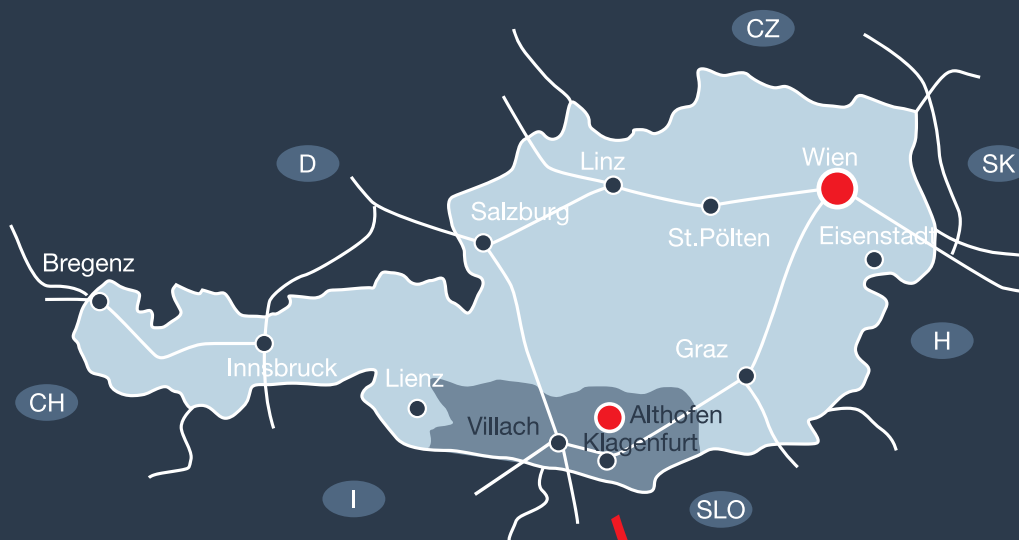 CZ
D
Linz
Wien
SK
Salzburg
St.Pölten
Eisenstadt
Bregenz
H
Graz
Innsbruck
Lienz
CH
Althofen
Villach
Klagenfurt
I
SLO